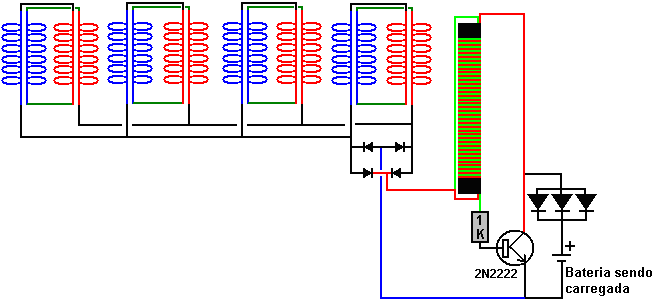 1
K
2N2222
+
Bateria sendo
carregada